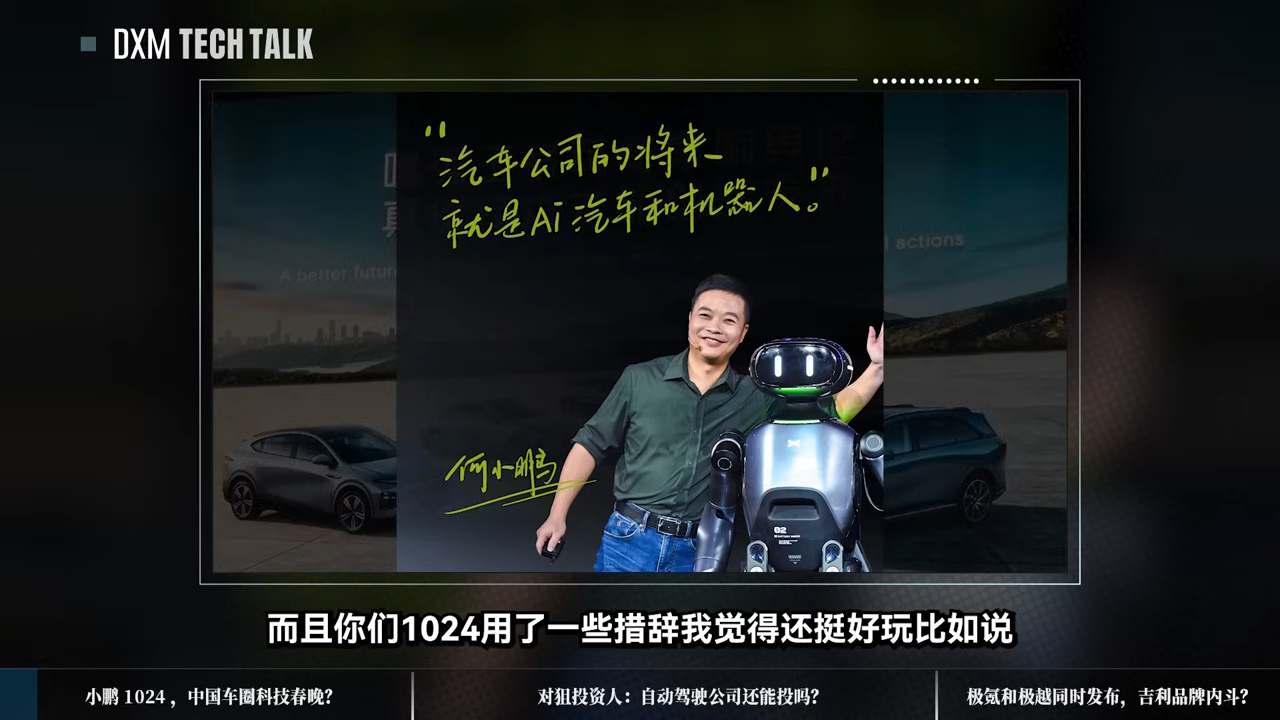 DXM TECH TALK
"汽车公司的将来
就是Ai汽车和机器人。"
A better future
l actions
何小鹏
02
而且你们1024用了一些措辞我觉得还挺好玩比如说
小鹏 1024，中国车圈科技春晚？
对狙投资人：自动驾驶公司还能投吗？
极氪和极越同时发布，吉利品牌内斗？